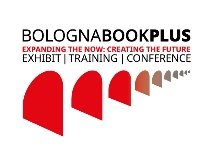 BOLOGNABOOKPLUS
EXPANDING THE NOW: CREATING THE FUTURE
EXHIBIT | TRAINING | CONFERENCE